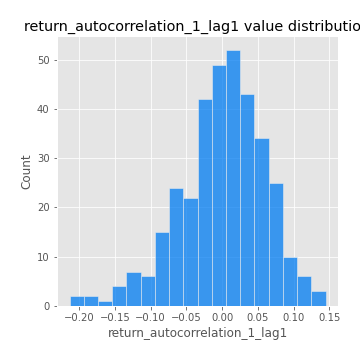 return_autocorrelation_1_lag1 value distributio
50
40
30
20
10
0
Count
−0.20 −0.15 −0.10 −0.05 0.00 0.05 0.10 0.15
return_autocorrelation_1_lag1